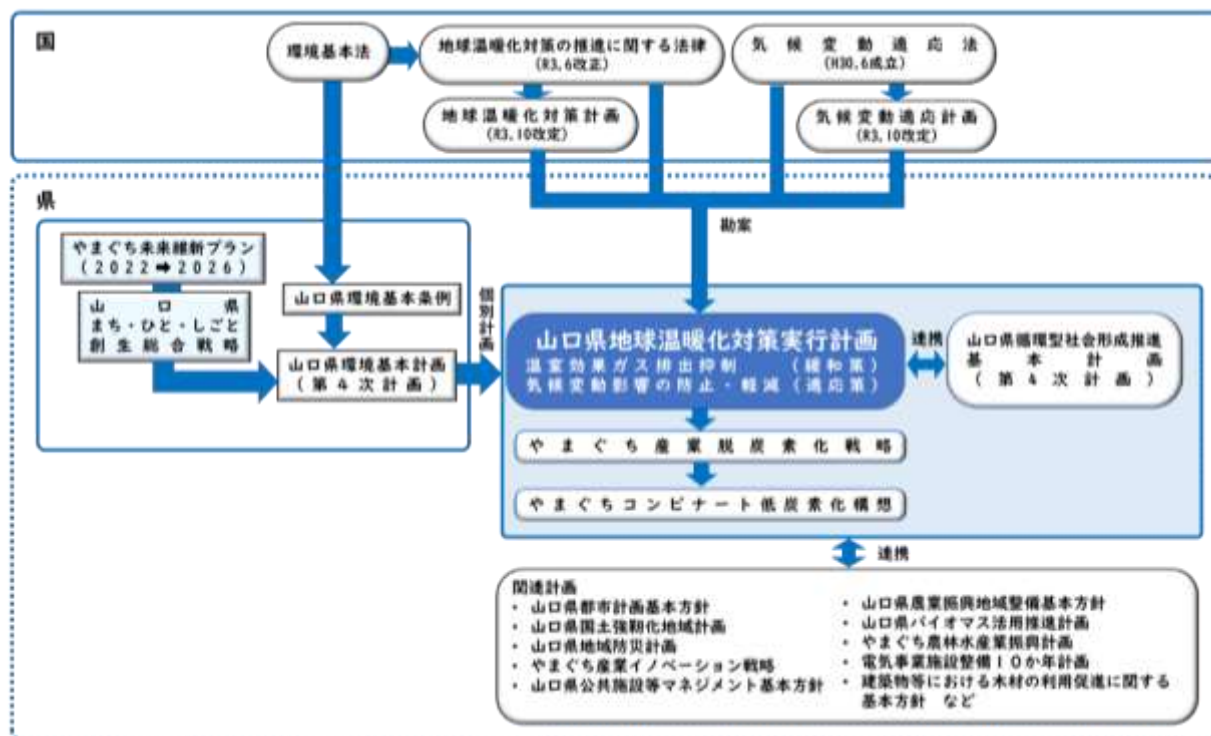 国
環境基本法
地球温暖化対策の推進に関する法律
(R3.6改正)
気候変動適応法
(H30.6成立)
地球温暖化対策計画
(R3.10改定)
気候変動適応計画
(R3.10改定)
県
勘案
やまぐち未来維新プラン
(2022➡2026)
山口県
まち・ひと・しごと
創生総合戦略
山口県環境基本条例
山口県環境基本計画
(第4次計画)
個別計画
山口県地球温暖化対策実行計画
温室効果ガス排出抑制 (緩和策)
気候変動影響の防止・軽減(適応策)
連携
山口県循環型社会形成推進
基本計画
(第4次計画)
やまぐち産業脱炭素化戦略
やまぐちコンビナート低炭素化構想
連携
関連計画
・ 山口県都市計画基本方針
・ 山口県国土強靭化地域計画
・ 山口県地域防災計画
・ やまぐち産業イノベーション戦略
・ 山口県公共施設等マネジメント基本方針
・ 山口県農業振興地域整備基本方針
・ 山口県バイオマス活用推進計画
・ やまぐち農林水産業振興計画
・ 電気事業施設整備10か年計画
・ 建築物等における木材の利用促進に関する
基本方針 など